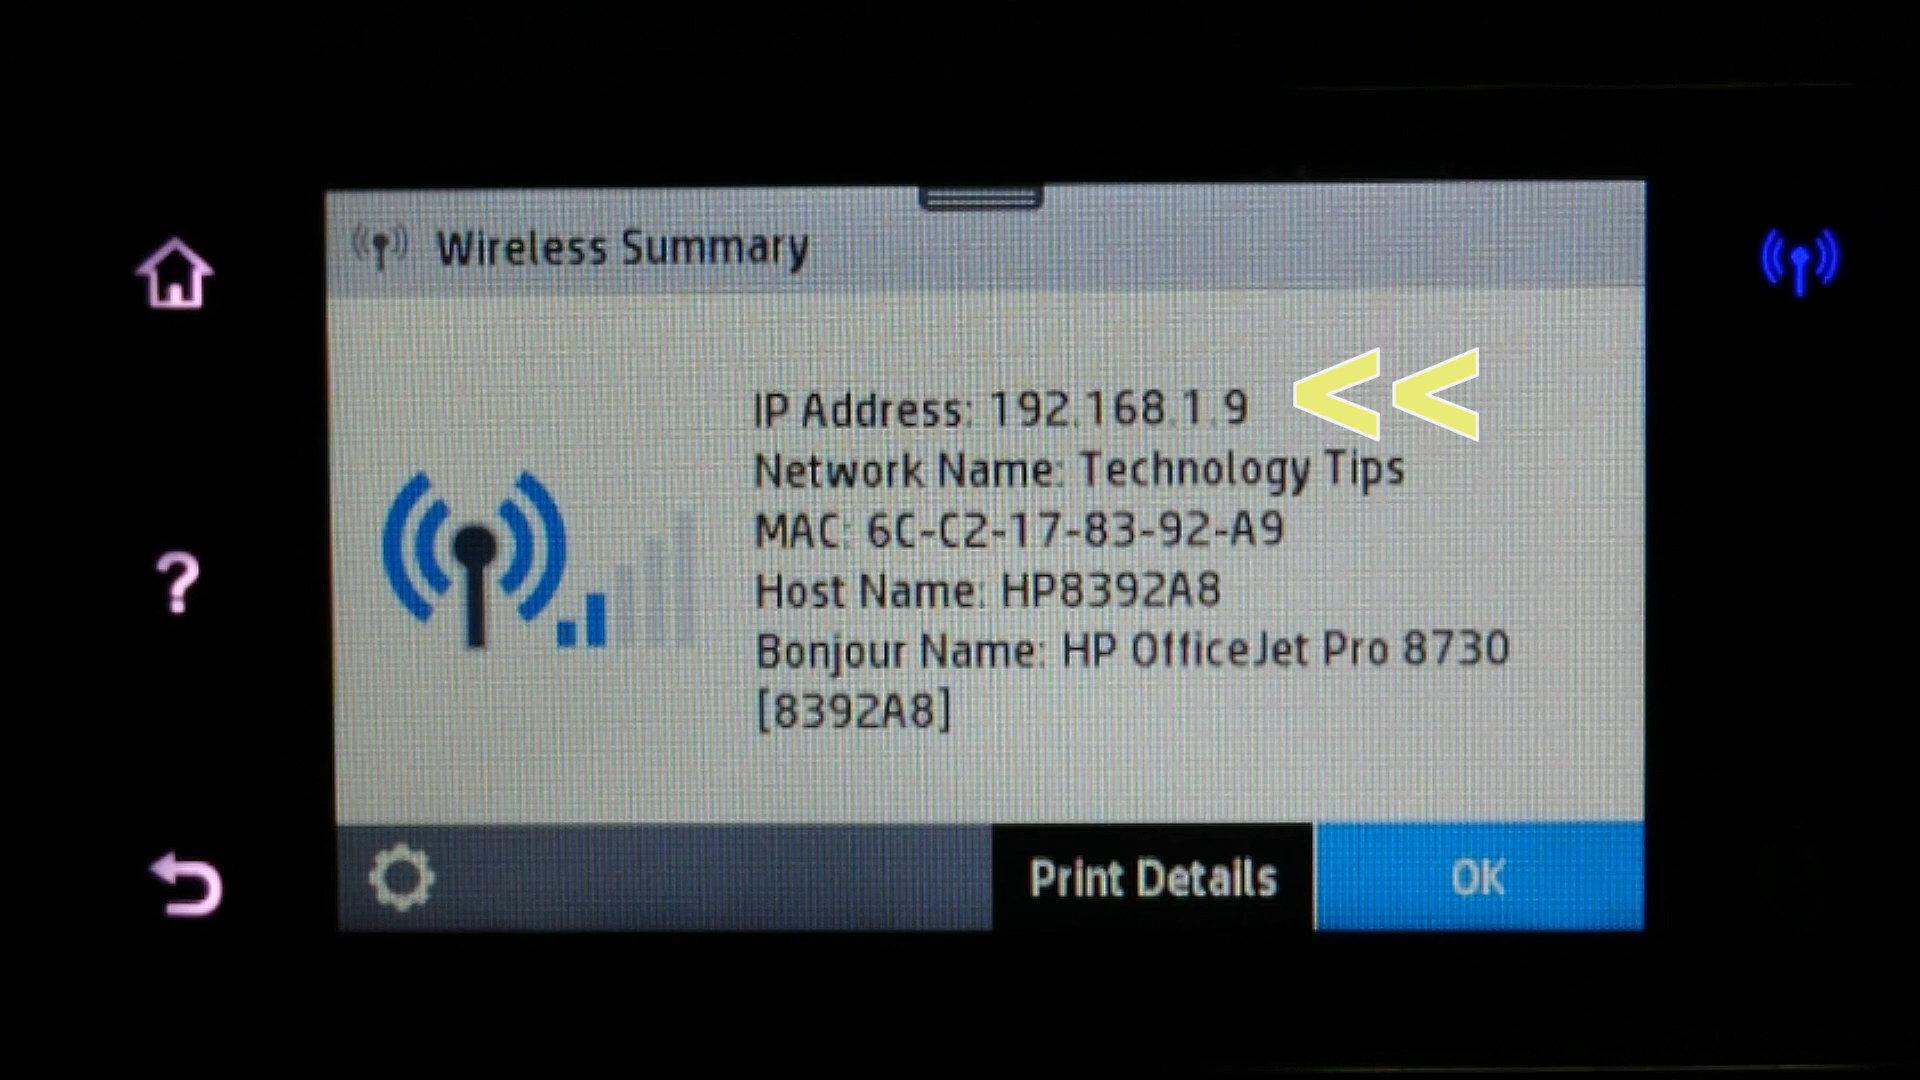 Wireless Summary
IP Address: 192.168.1.9 <<
Network Name: Technology Tips
MAC: 6C-C2-17-83-92-A9
Host Name: HP8392A8
Bonjour Name: HP OfficeJet Pro 8730
[8392A8]
?
Print Details
OK